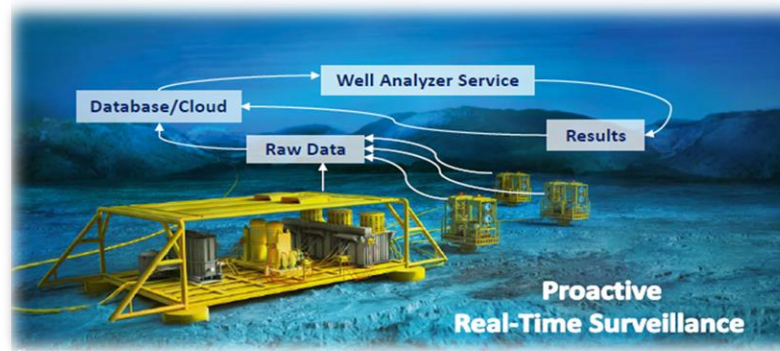 Well Analyzer Service
Database/Cloud
Results
Raw Data
Proactive
Real-Time Surveillance